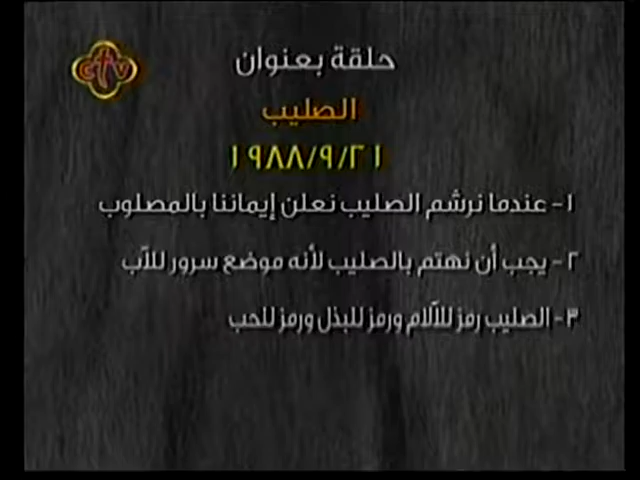 CTV
حلقة بعنوان
الصليب
١٩٨٨/٩/٢١
١- عندما نرشم الصليب نعلن إيماننا بالمصلوب
٢- يجب أن نهتم بالصليب لأنه موضع سرور للآب
٣- الصليب رمز للآلام ورمز للبذل ورمز للحب